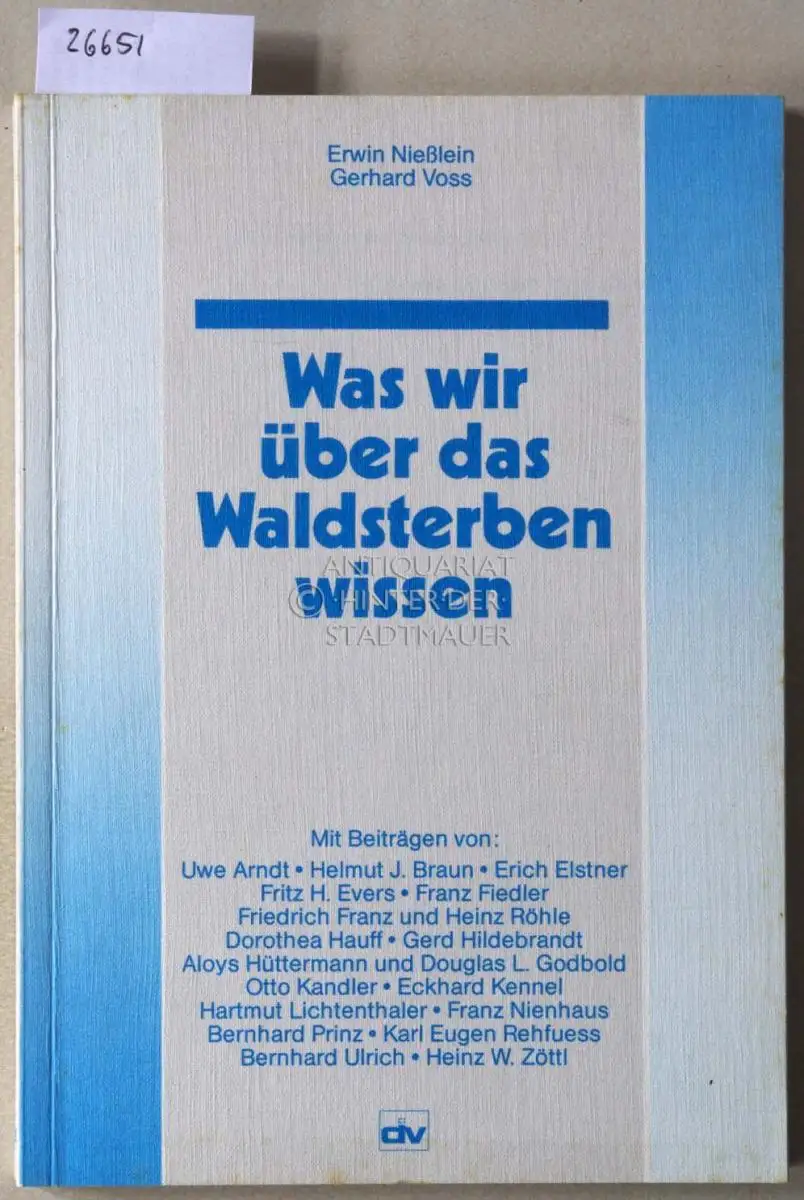 26651
Erwin Nießlein
Gerhard Voss
Was wir
über das
Waldsterben
wissen
ANTIQUARIAT
© HINTER DER
STADTMAUER
Mit Beiträgen von:
Uwe Arndt • Helmut J. Braun • Erich Elstner
Fritz H. Evers • Franz Fiedler
Friedrich Franz und Heinz Röhle
Dorothea Hauff • Gerd Hildebrandt
Aloys Hüttermann und Douglas L. Godbold
Otto Kandler • Eckhard Kennel
Hartmut Lichtenthaler • Franz Nienhaus
Bernhard Prinz • Karl Eugen Rehfuess
Bernhard Ulrich • Heinz W. Zöttl
div